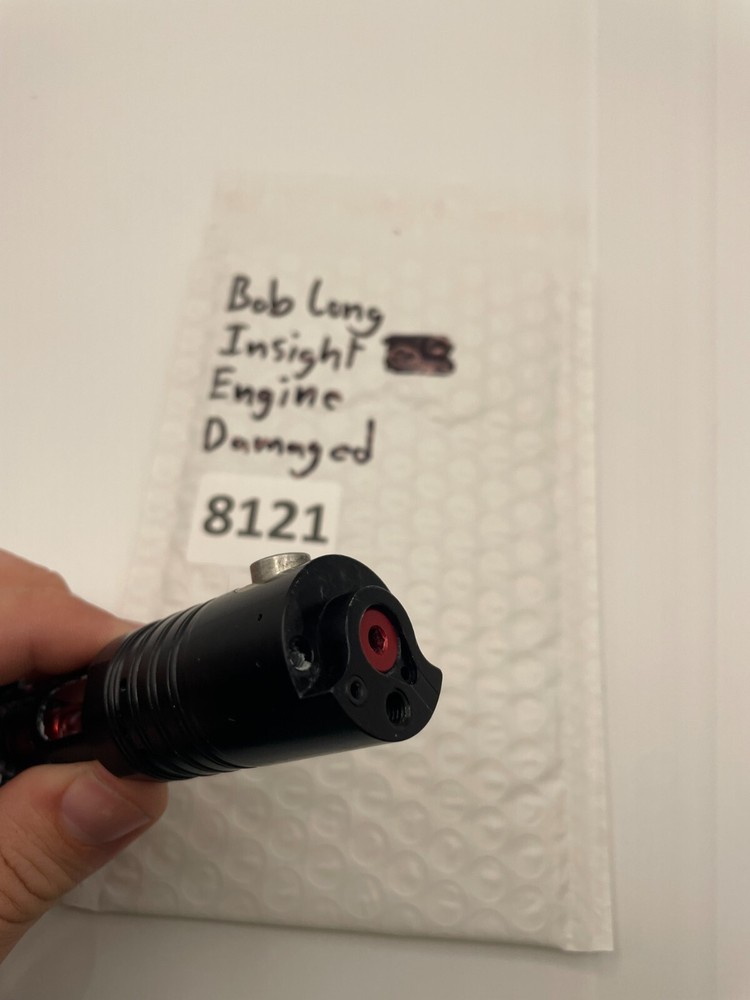 Bob Long
Insight
Engine
Damaged
8121